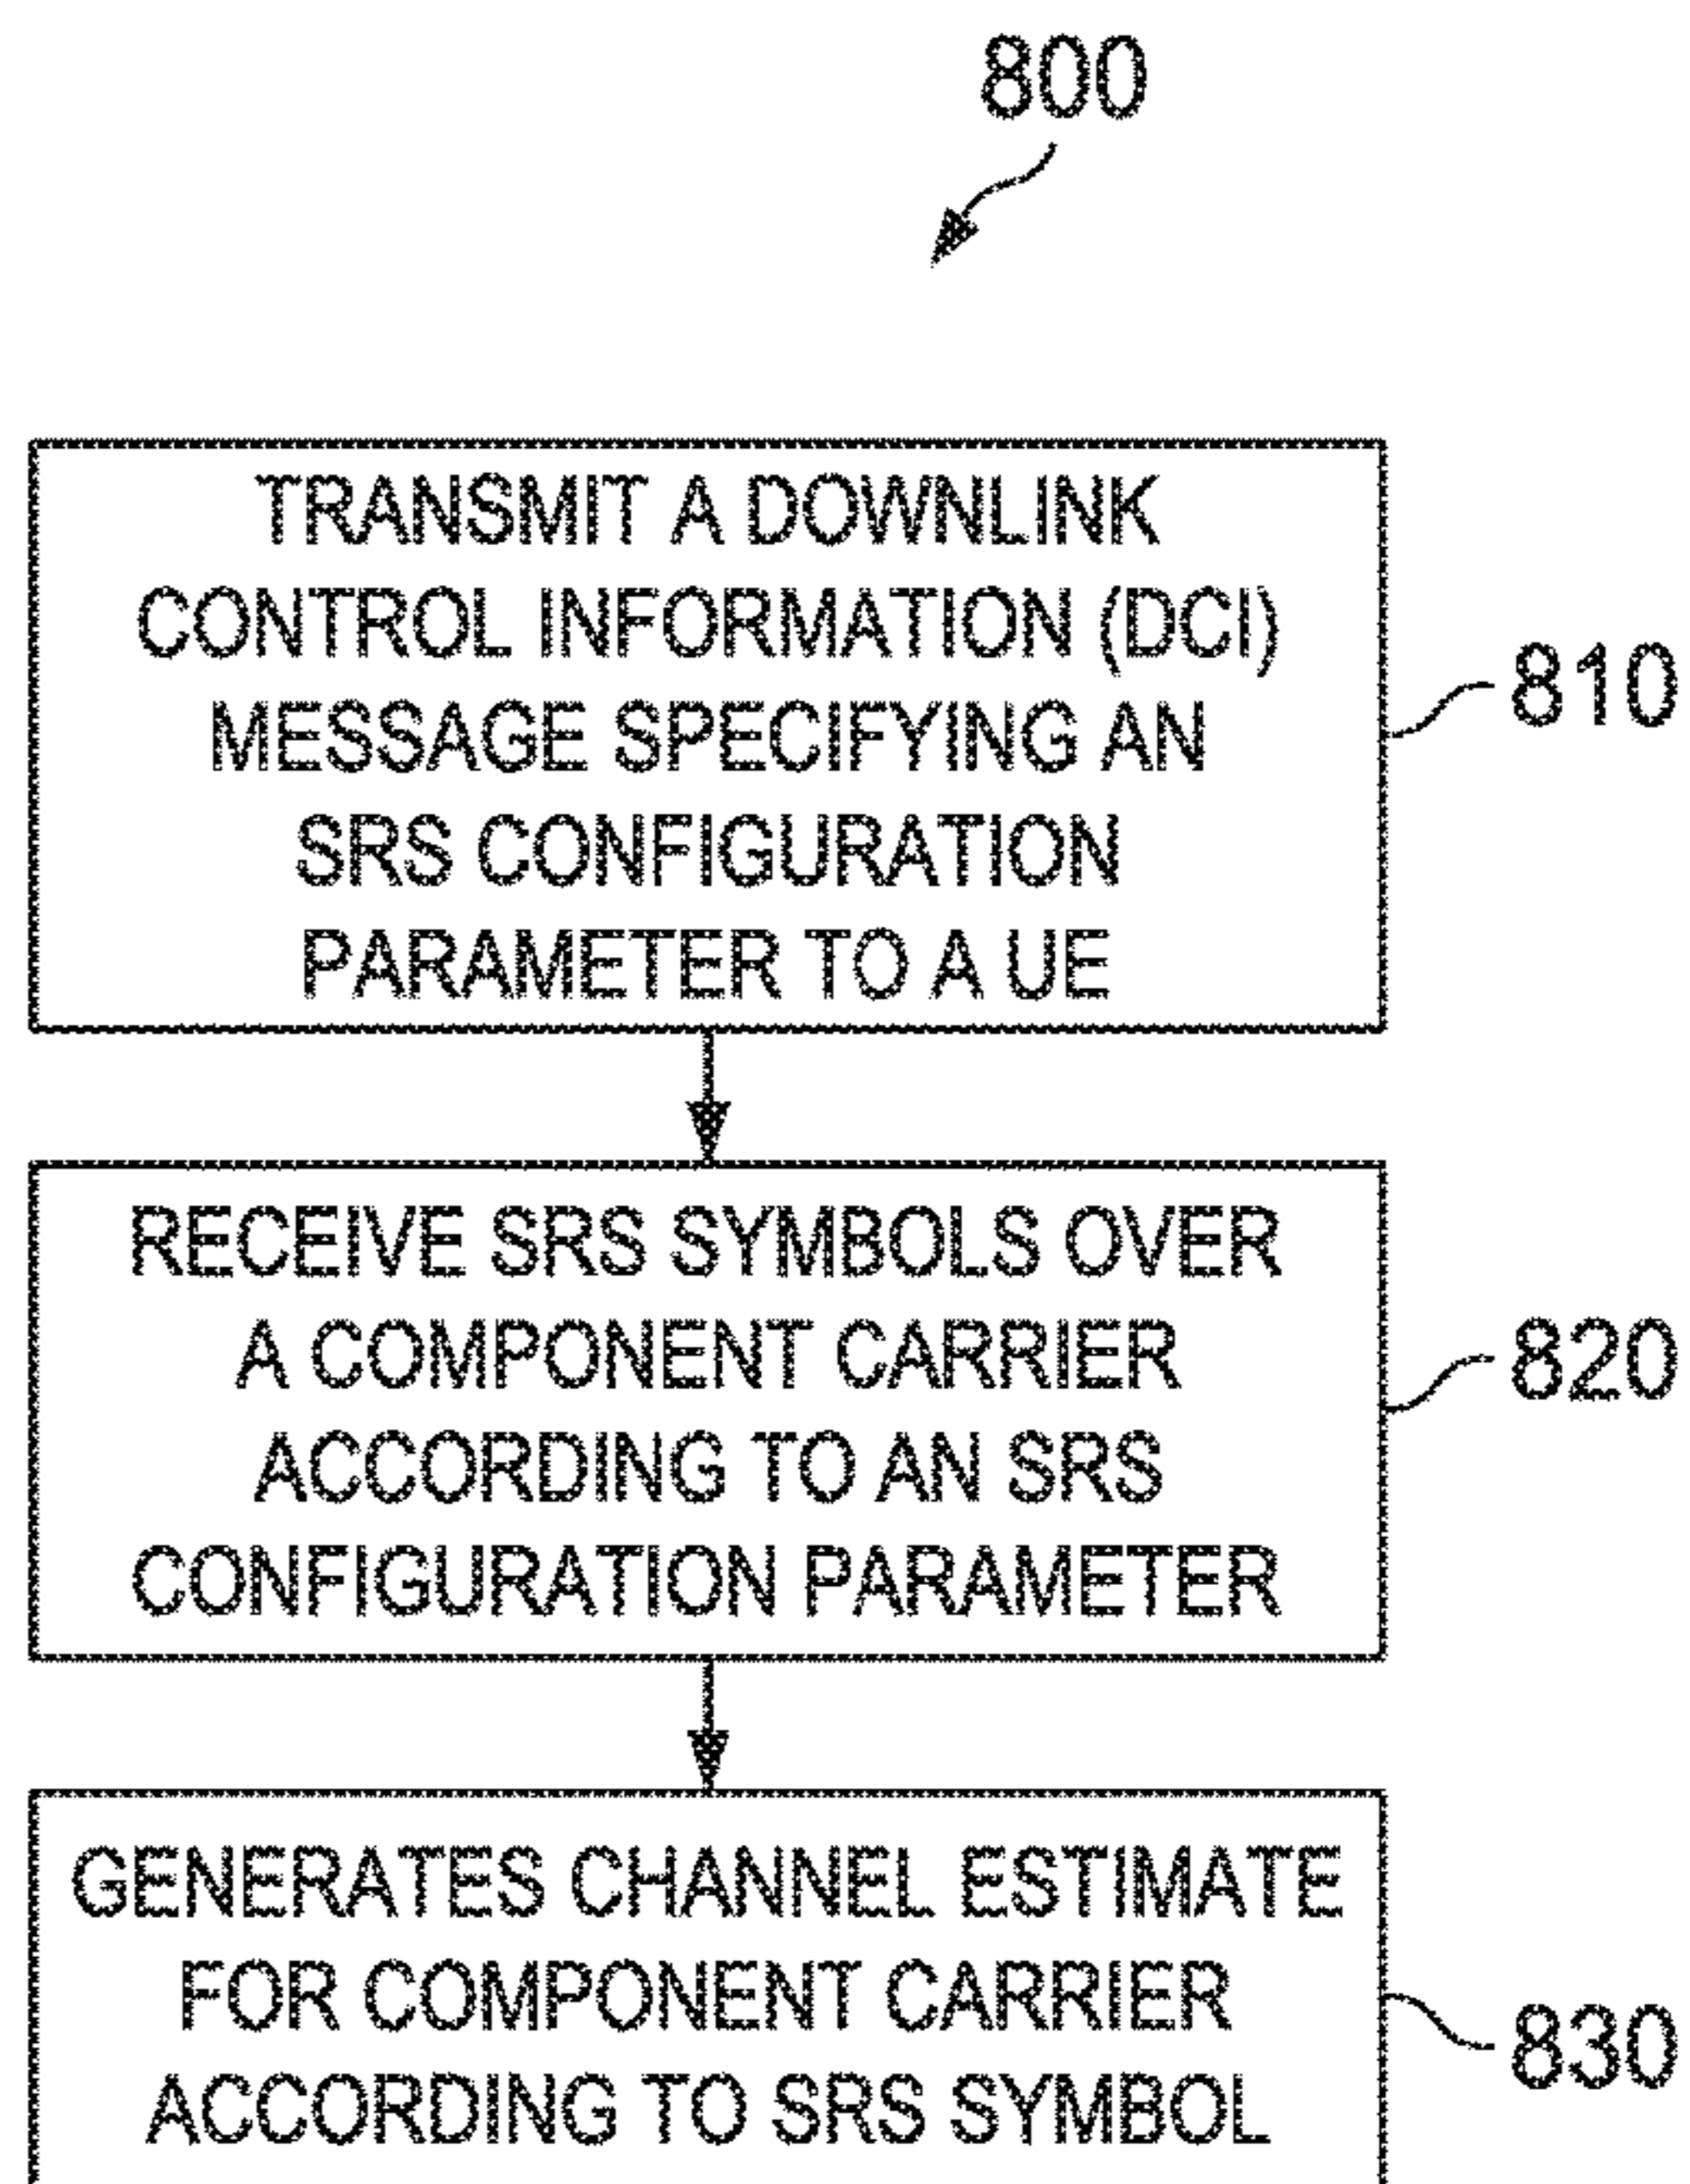 800
TRANSMIT A DOWNLINK
CONTROL INFORMATION (DCI)
MESSAGE SPECIFYING AN
SRS CONFIGURATION
PARAMETER TO A UE
810
RECEIVE SRS SYMBOLS OVER
A COMPONENT CARRIER
ACCORDING TO AN SRS
CONFIGURATION PARAMETER
820
GENERATES CHANNEL ESTIMATE
FOR COMPONENT CARRIER
ACCORDING TO SRS SYMBOL
830